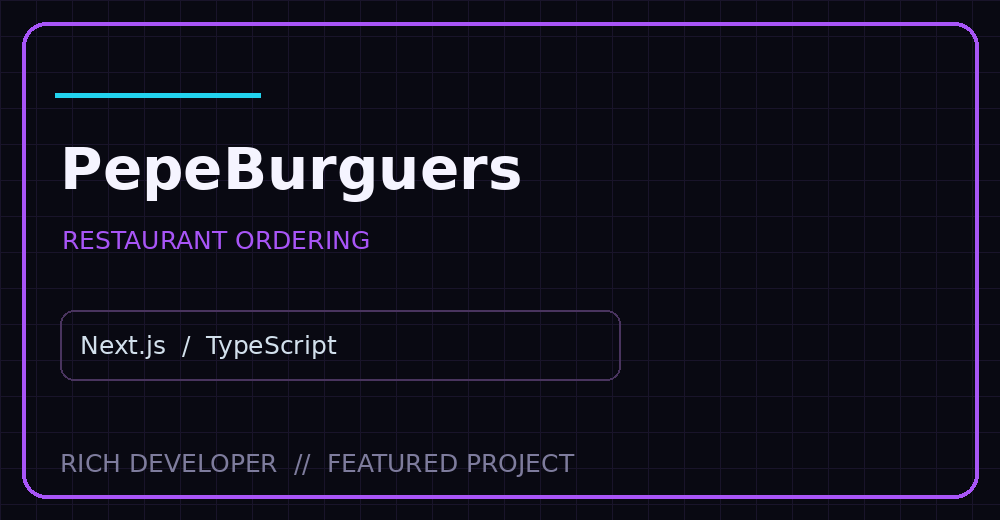 PepeBurguers
RESTAURANT ORDERING
Next.js / TypeScript
RICH DEVELOPER // FEATURED PROJECT